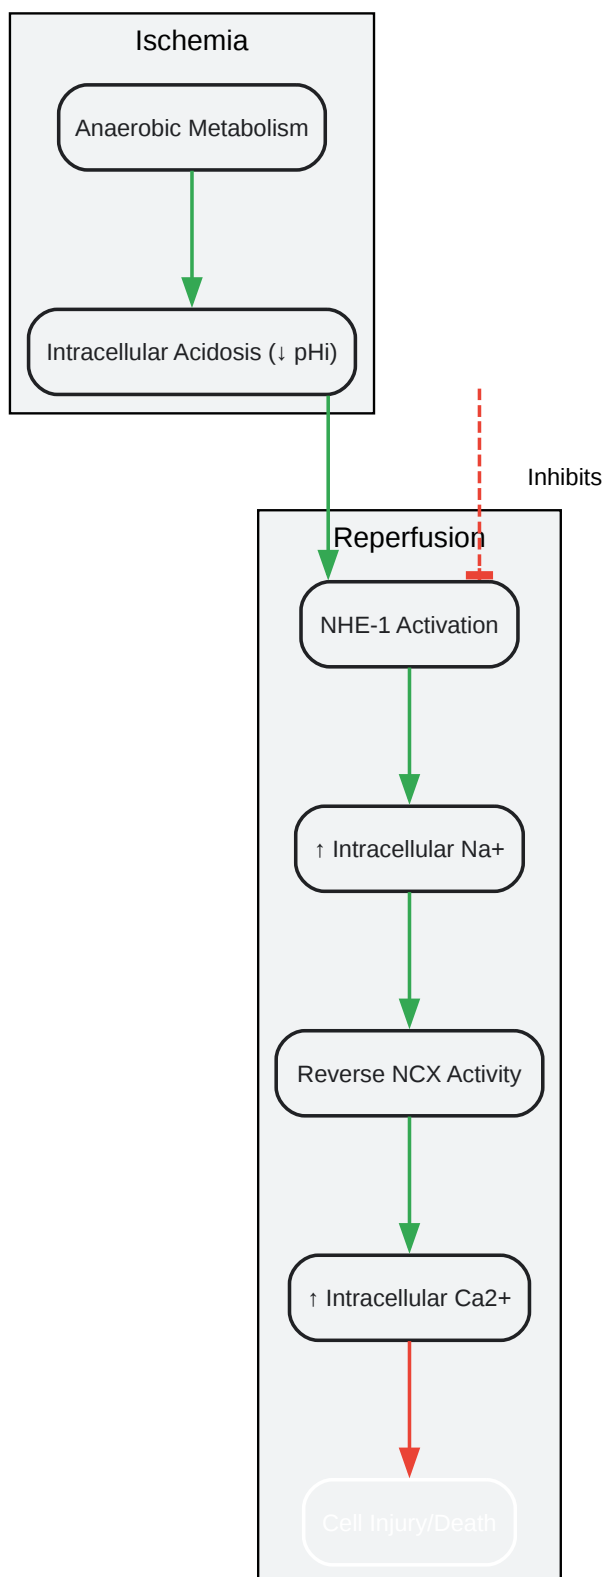 Ischemia
Anaerobic Metabolism
Intracellular Acidosis (↓ pHi)
Inhibits
Reperfusion
NHE-1 Activation
↑ Intracellular Na+
Reverse NCX Activity
↑ Intracellular Ca2+
Cell Injury/Death